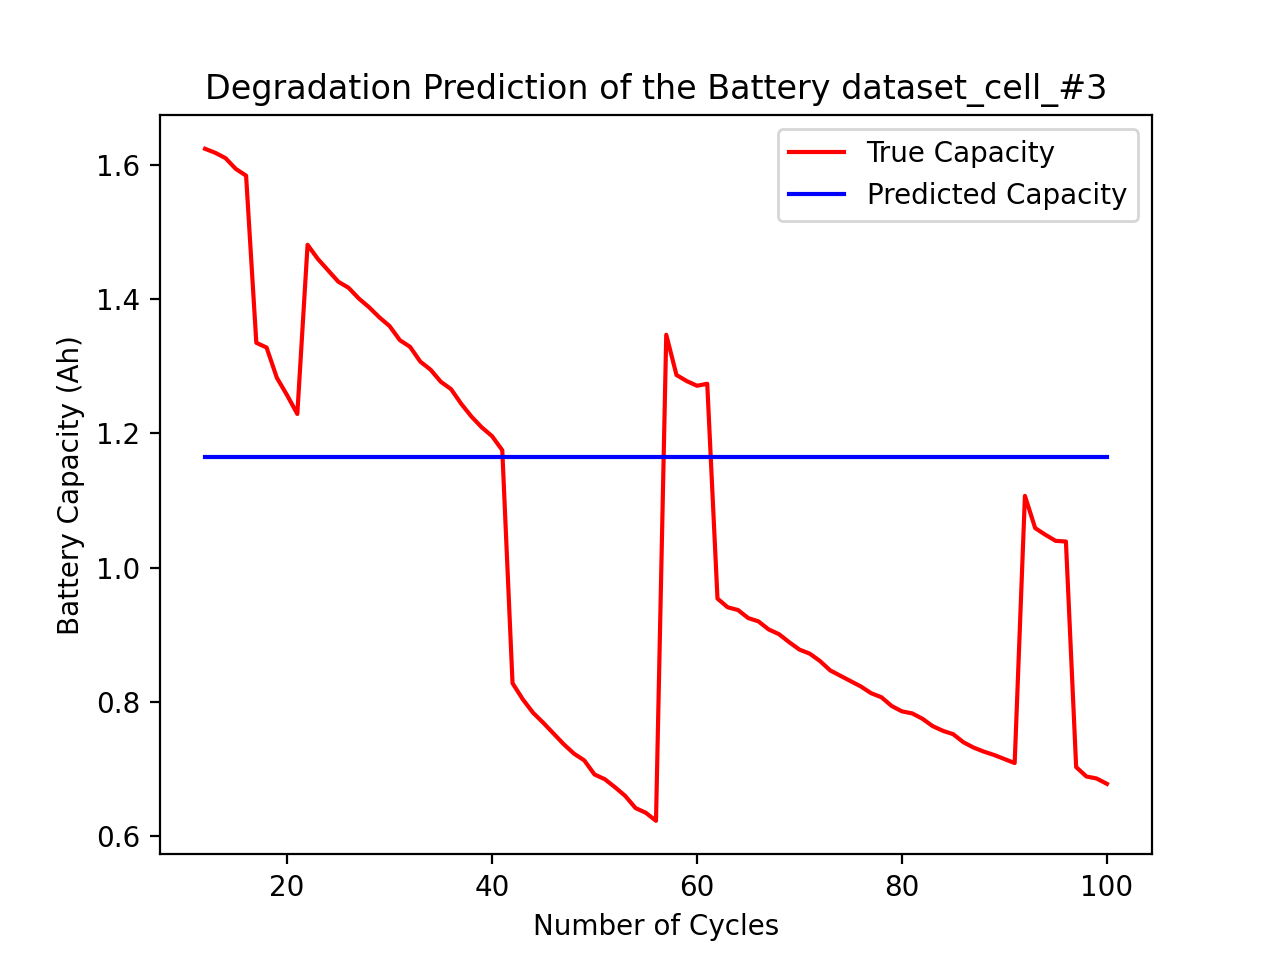 Degradation Prediction of the Battery dataset_cell_#3
True Capacity
Predicted Capacity
Battery Capacity (Ah)
1.6
1.4
1.2
1.0
0.8
0.6
20 40 60 80 100
Number of Cycles